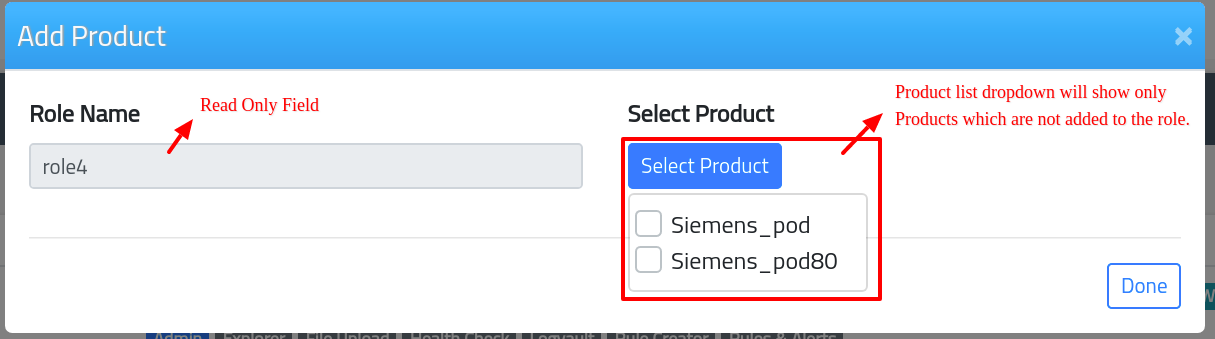 Add Product
×
Role Name
Read Only Field
role4
Select Product
Product list dropdown will show only
Products which are not added to the role.
Select Product
Siemens_pod
Siemens_pod80
Done
Admin Explorer File Upload Health Check Logvault Rule Creator Rules & Alerts